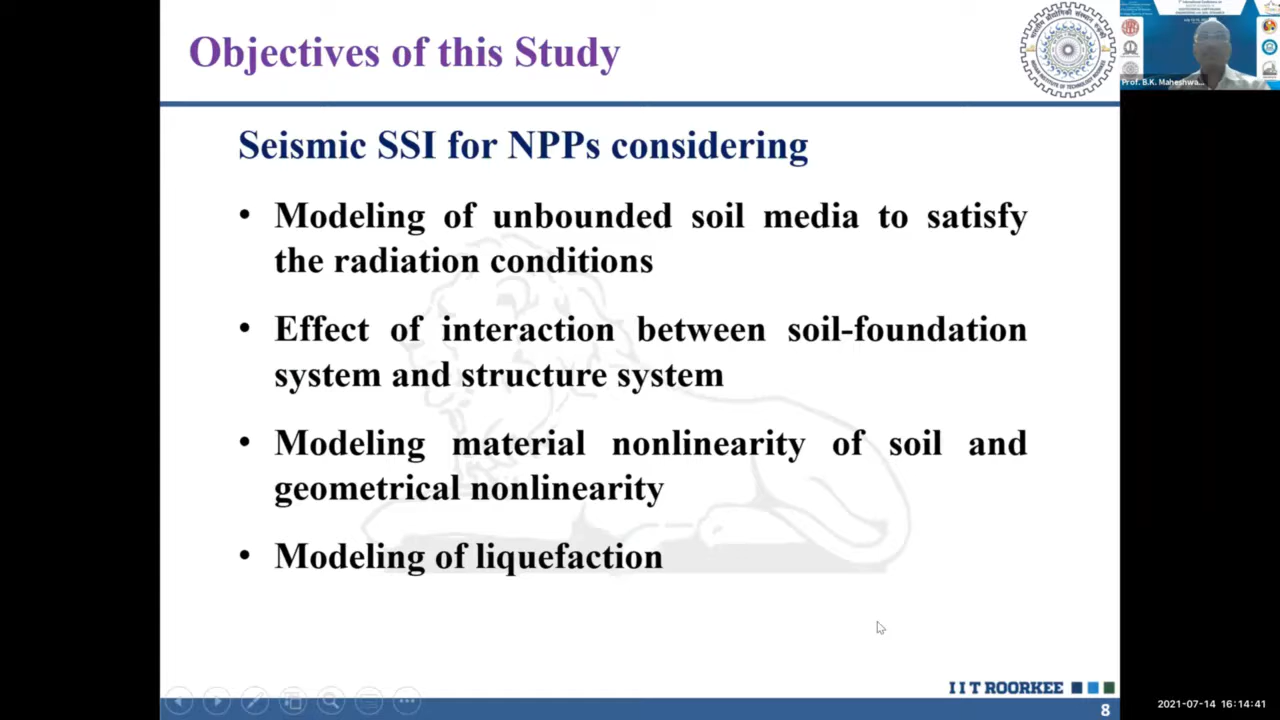 Objectives of this Study
Prof. B.K. Maheshwa...
Seismic SSI for NPPs considering
• Modeling of unbounded soil media to satisfy
the radiation conditions
• Effect of interaction between soil-foundation
system and structure system
• Modeling material nonlinearity of soil and
geometrical nonlinearity
• Modeling of liquefaction
I I T ROORKEE
8
2021-07-14 16:14:41